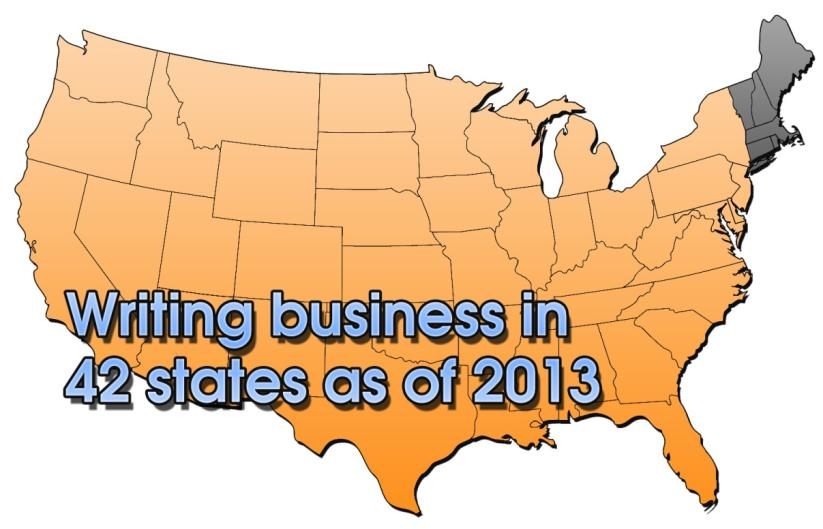 Writing business in
42 states as of 2013